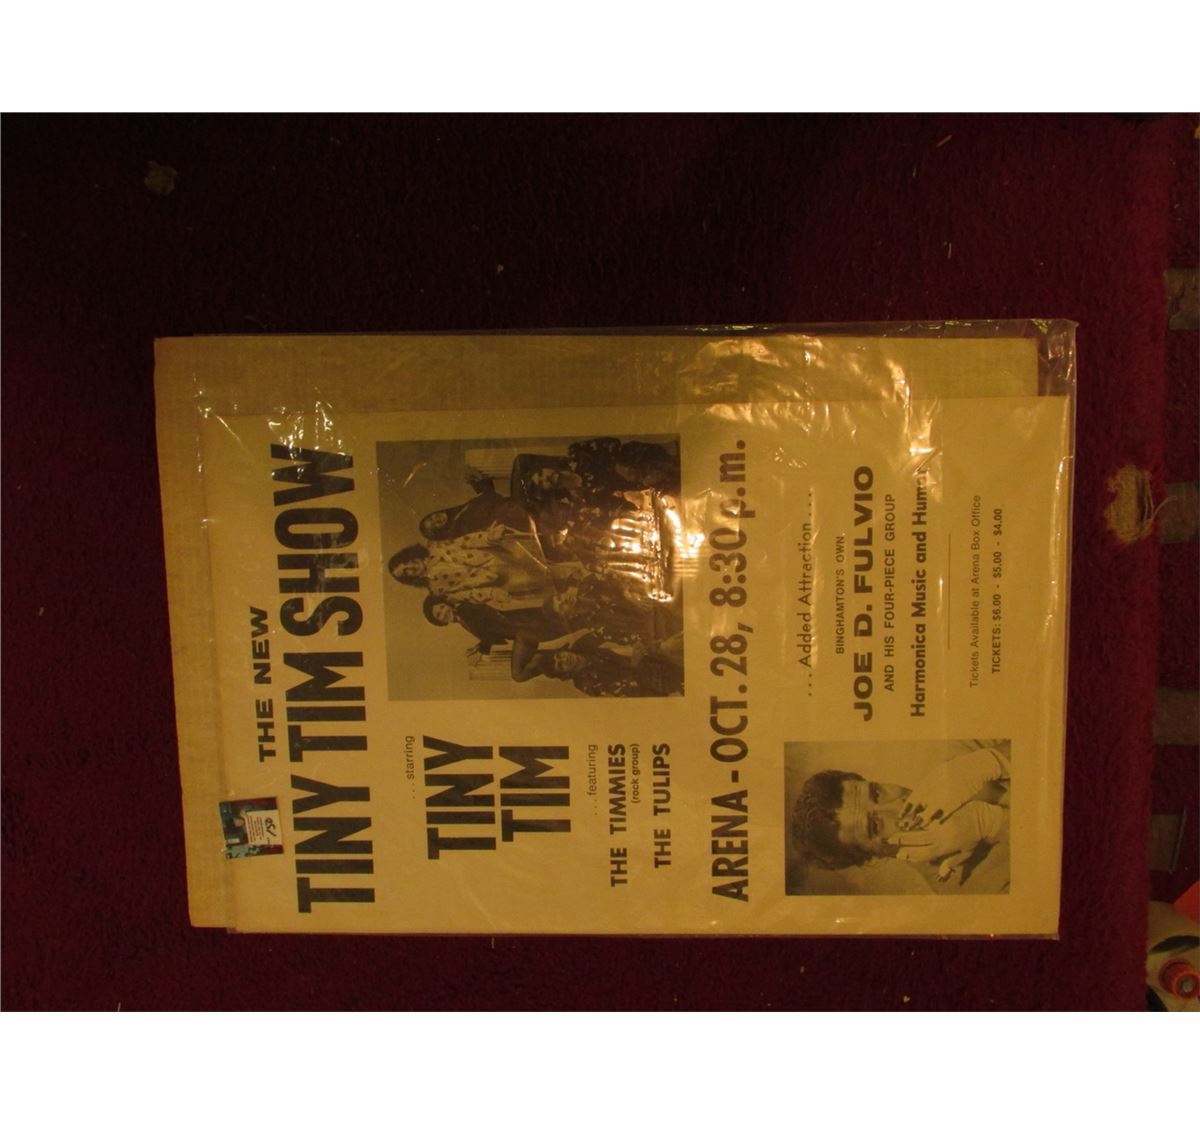 THE NEW
TINY TIM SHOW
...starring
TINY
TIM
...featuring
THE TIMMIES
(rock group)
THE TULIPS
ARENA - OCT. 28, 8:30 p.m.
...Added Attraction...
BINGHAMTON'S OWN
JOE D. FULVIO
AND HIS FOUR-PIECE GROUP
Harmonica Music and Humor
Tickets Available at Arena Box Office
TICKETS: $6.00 - $5.00 - $4.00
150